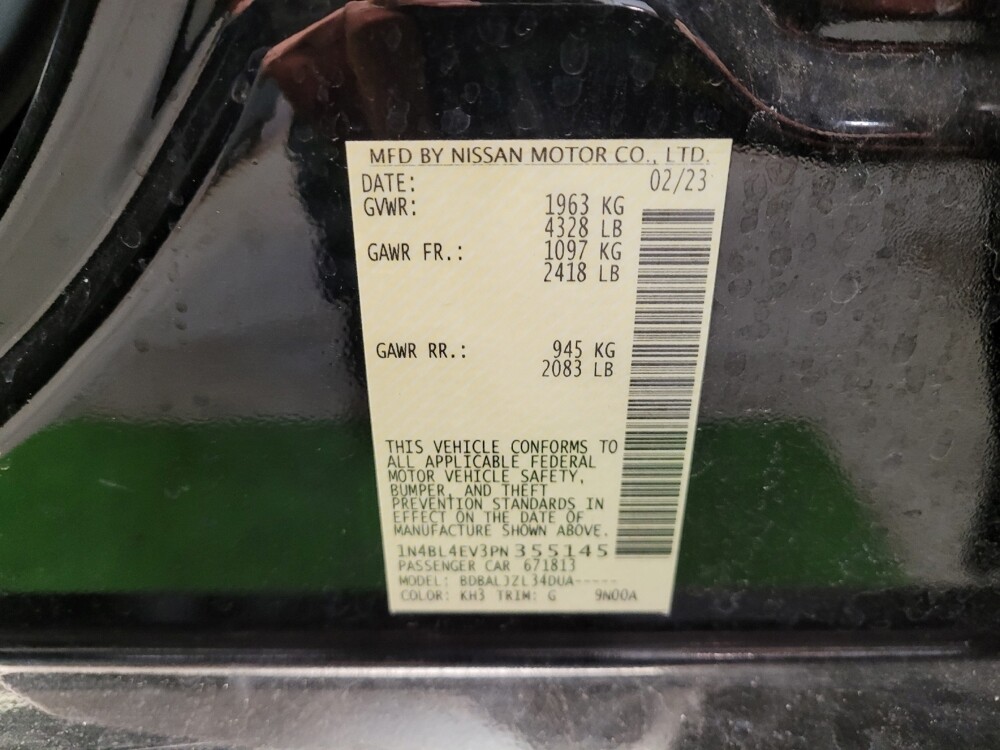 MFD BY NISSAN MOTOR CO., LTD.
DATE: 02/23
GVWR: 1963 KG
4328 LB
GAWR FR.: 1097 KG
2418 LB
GAWR RR.: 945 KG
2083 LB
THIS VEHICLE CONFORMS TO
ALL APPLICABLE FEDERAL
MOTOR VEHICLE SAFETY,
BUMPER, AND THEFT
PREVENTION STANDARDS IN
EFFECT ON THE DATE OF
MANUFACTURE SHOWN ABOVE.
1N4BL4EV3PN355145
PASSENGER CAR 671813
MODEL: BDBALJZL34DUA-----
COLOR: KH3 TRIM: G 9N00A